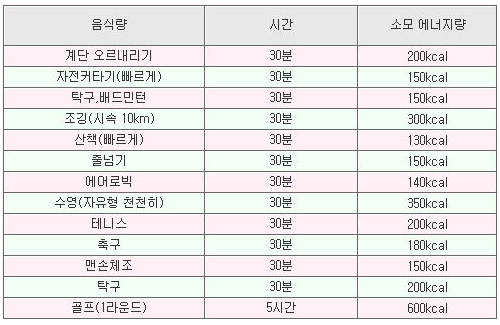 음식량 시간 소모 에너지량
계단 오르내리기 30분 200kcal
자전커타기(빠르게) 30분 150kcal
탁구,배드민턴 30분 150kcal
조깅(시속 10km) 30분 300kcal
산책(빠르게) 30분 130kcal
줄넘기 30분 150kcal
에어로빅 30분 140kcal
수영(자유형 천천히) 30분 350kcal
테니스 30분 200kcal
축구 30분 180kcal
맨손체조 30분 150kcal
탁구 30분 200kcal
골프(1라운드) 5시간 600kcal